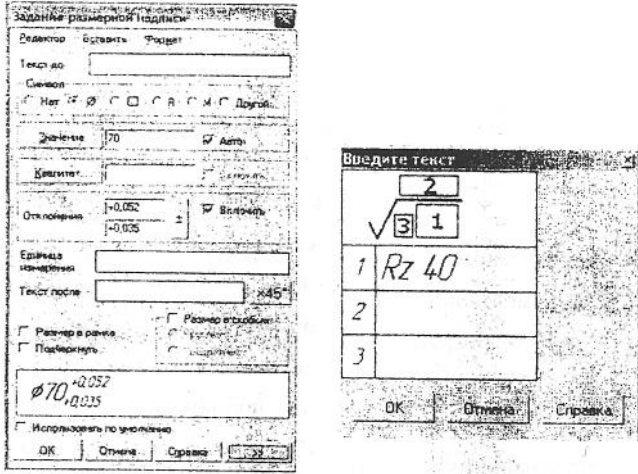 Задание размерной надписи
Редактор Вставить Формат
Текст до
Символ
Нет Ø □ R M Другой
Значение 70 Авто
Квалитет Включить
Отклонения +0,052 +0,035 ± Включить
Единица измерения
Текст после ×45°
Размер в рамке
Подчеркнуть
Размер в скобках
ø70 +0,052 +0,035
Использовать по умолчанию
OK Отмена Справка >>
Введите текст
2
3 1
1 Rz 40
2
3
OK Отмена Справка